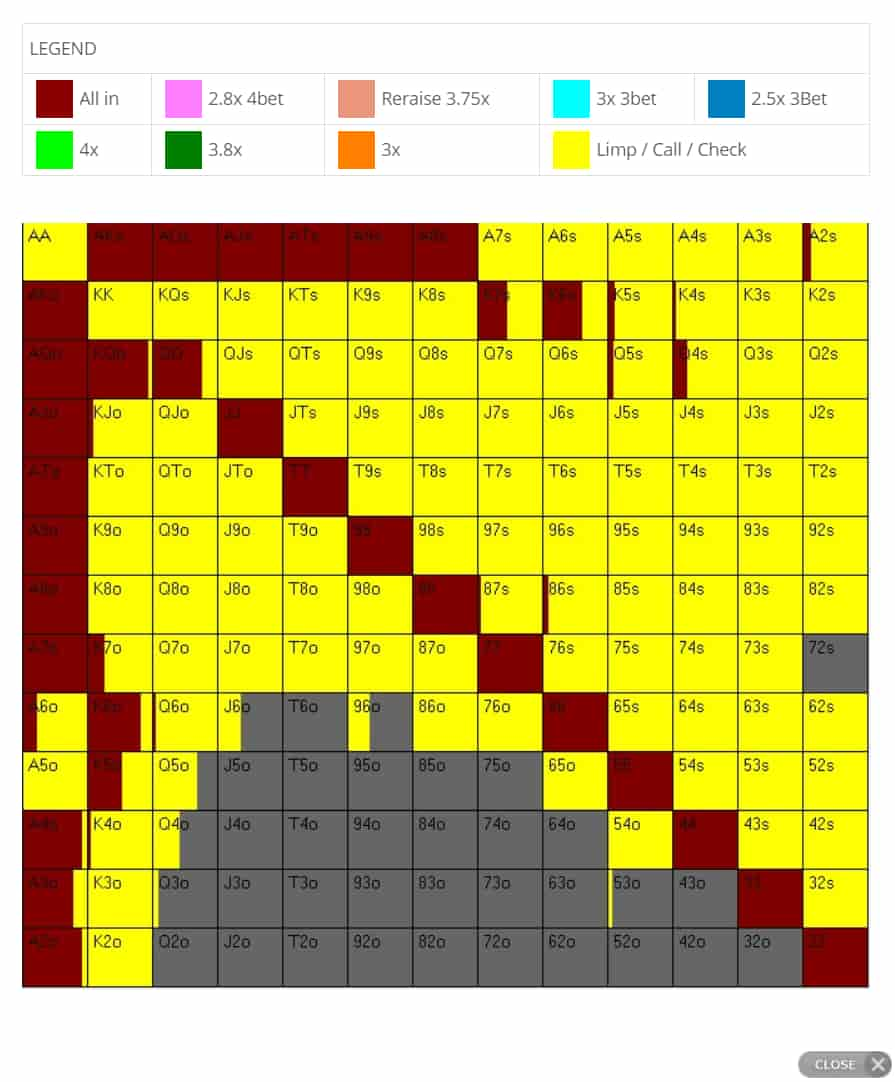 LEGEND
All in 2.8x 4bet Reraise 3.75x 3x 3bet 2.5x 3Bet
4x 3.8x 3x Limp / Call / Check
AA AKs AQs AJs ATs A9s A8s A7s A6s A5s A4s A3s A2s
AKo KK KQs KJs KTs K9s K8s K7s K6s K5s K4s K3s K2s
AQo KQo QQ QJs QTs Q9s Q8s Q7s Q6s Q5s Q4s Q3s Q2s
AJo KJo QJo JJ JTs J9s J8s J7s J6s J5s J4s J3s J2s
ATo KTo QTo JTo TT T9s T8s T7s T6s T5s T4s T3s T2s
A9o K9o Q9o J9o T9o 99 98s 97s 96s 95s 94s 93s 92s
A8o K8o Q8o J8o T8o 98o 88 87s 86s 85s 84s 83s 82s
A7o K7o Q7o J7o T7o 97o 87o 77 76s 75s 74s 73s 72s
A6o K6o Q6o J6o T6o 96o 86o 76o 66 65s 64s 63s 62s
A5o K5o Q5o J5o T5o 95o 85o 75o 65o 55 54s 53s 52s
A4o K4o Q4o J4o T4o 94o 84o 74o 64o 54o 44 43s 42s
A3o K3o Q3o J3o T3o 93o 83o 73o 63o 53o 43o 33 32s
A2o K2o Q2o J2o T2o 92o 82o 72o 62o 52o 42o 32o 22
CLOSE